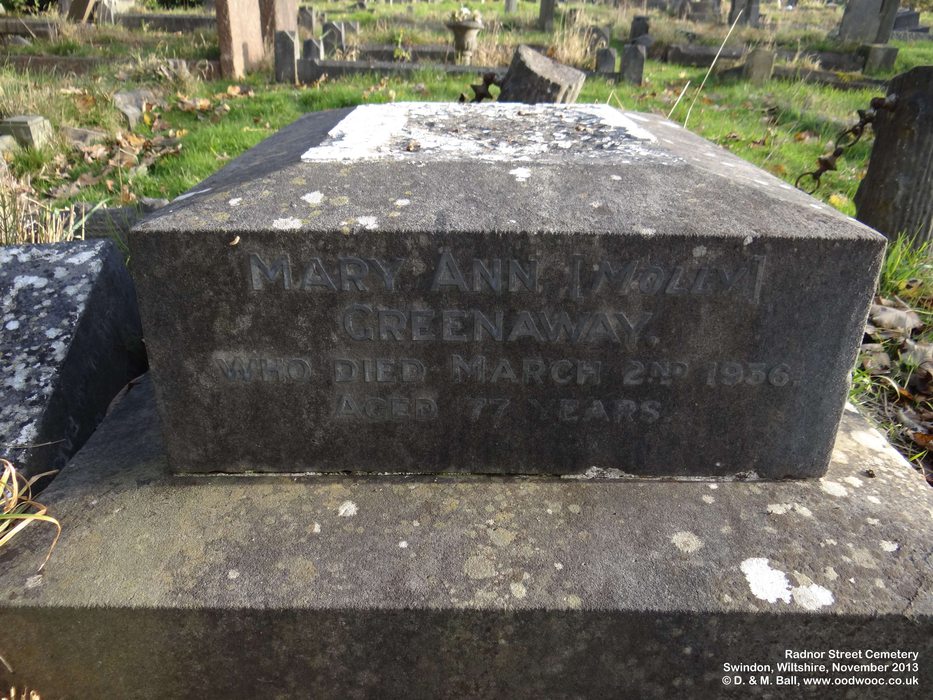 MARY ANN [MOLLY]
GREENAWAY.
WHO DIED MARCH 2ND 1936.
AGED 77 YEARS.
Radnor Street Cemetery
Swindon, Wiltshire, November 2013
© D. & M. Ball, www.oodwooc.co.uk